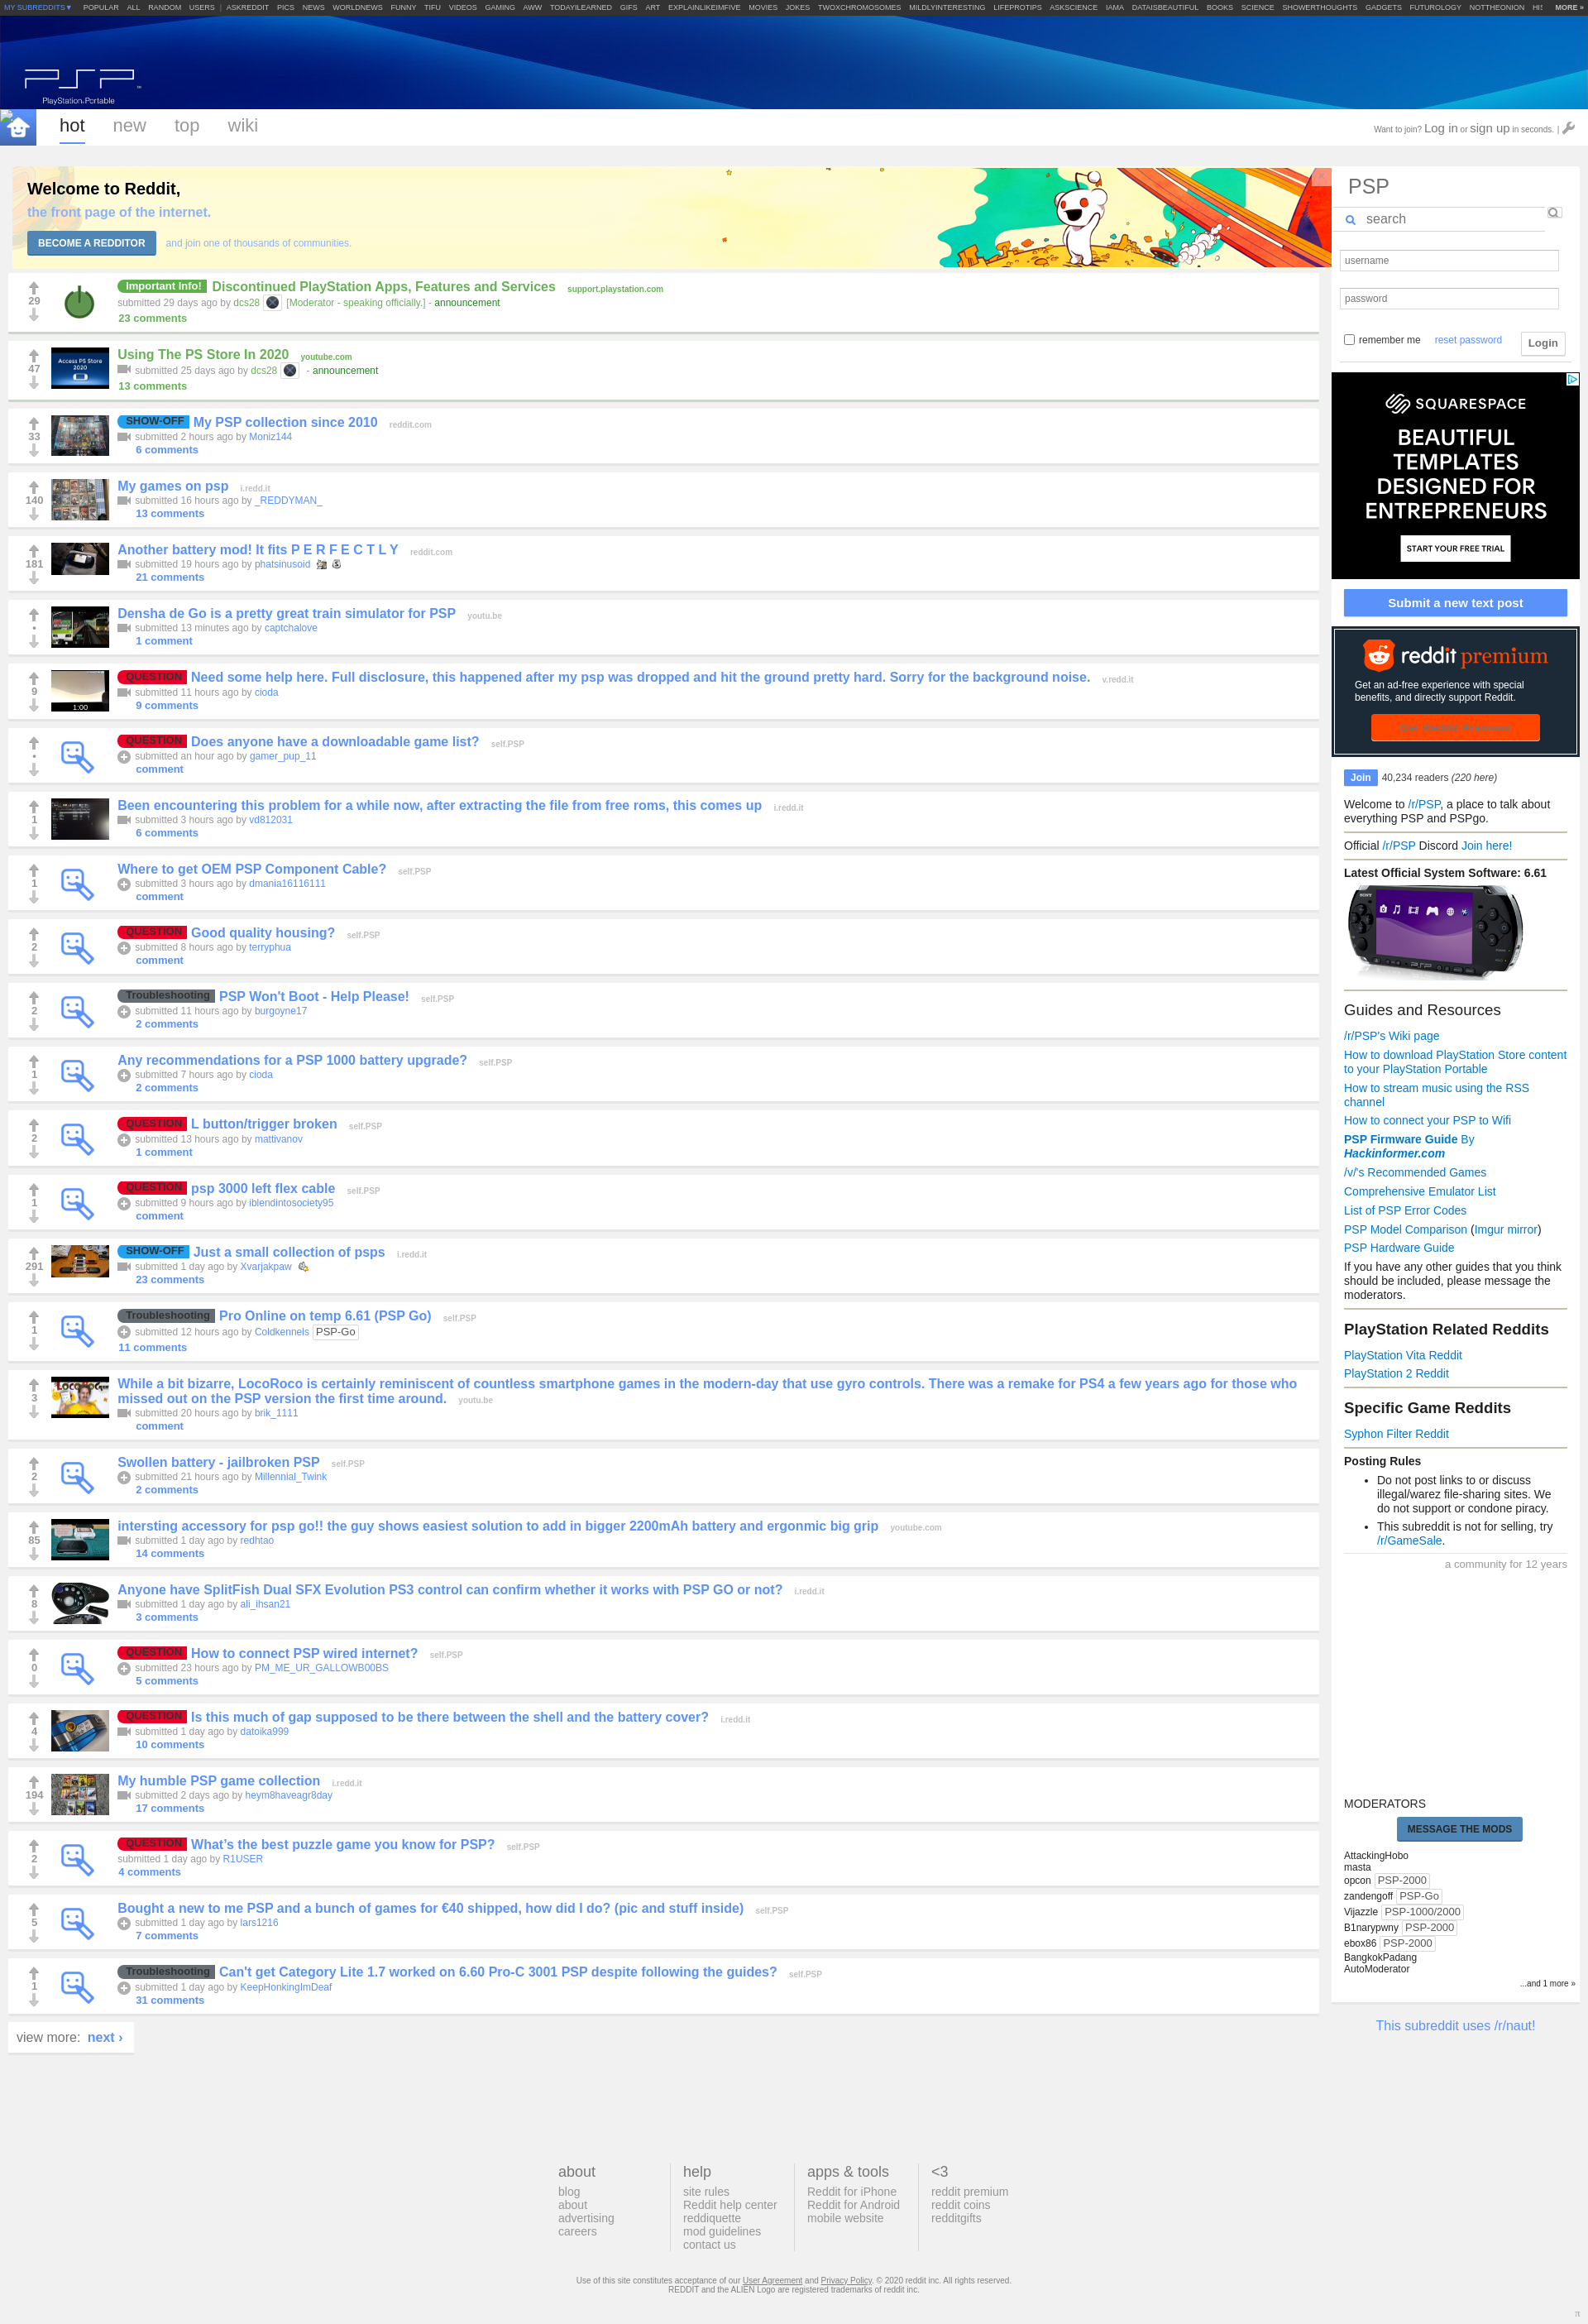 MY SUBREDDITS▼ POPULAR ALL RANDOM USERS | ASKREDDIT PICS NEWS WORLDNEWS FUNNY TIFU VIDEOS GAMING AWW TODAYILEARNED GIFS ART EXPLAINLIKEIMFIVE MOVIES JOKES TWOXCHROMOSOMES MILDLYINTERESTING LIFEPROTIPS ASKSCIENCE IAMA DATAISBEAUTIFUL BOOKS SCIENCE SHOWERTHOUGHTS GADGETS FUTUROLOGY NOTTHEONION MORE »
PSP
PlayStation Portable
hot new top wiki
Want to join? Log in or sign up in seconds. |
Welcome to Reddit,
the front page of the internet.
BECOME A REDDITOR and join one of thousands of communities.
29
Important Info! Discontinued PlayStation Apps, Features and Services support.playstation.com
submitted 29 days ago by dcs28 [Moderator - speaking officially.] - announcement
23 comments
Access PS Store
2020
47
Using The PS Store In 2020 youtube.com
submitted 25 days ago by dcs28 - announcement
13 comments
33
SHOW-OFF My PSP collection since 2010 reddit.com
submitted 2 hours ago by Moniz144
6 comments
140
My games on psp i.redd.it
submitted 16 hours ago by _REDDYMAN_
13 comments
181
Another battery mod! It fits P E R F E C T L Y reddit.com
submitted 19 hours ago by phatsinusoid
21 comments
•
Densha de Go is a pretty great train simulator for PSP youtu.be
submitted 13 minutes ago by captchalove
1 comment
9
1:00
QUESTION Need some help here. Full disclosure, this happened after my psp was dropped and hit the ground pretty hard. Sorry for the background noise. v.redd.it
submitted 11 hours ago by cioda
9 comments
•
QUESTION Does anyone have a downloadable game list? self.PSP
submitted an hour ago by gamer_pup_11
comment
1
Been encountering this problem for a while now, after extracting the file from free roms, this comes up i.redd.it
submitted 3 hours ago by vd812031
6 comments
1
Where to get OEM PSP Component Cable? self.PSP
submitted 3 hours ago by dmania16116111
comment
2
QUESTION Good quality housing? self.PSP
submitted 8 hours ago by terryphua
comment
2
Troubleshooting PSP Won't Boot - Help Please! self.PSP
submitted 11 hours ago by burgoyne17
2 comments
1
Any recommendations for a PSP 1000 battery upgrade? self.PSP
submitted 7 hours ago by cioda
2 comments
2
QUESTION L button/trigger broken self.PSP
submitted 13 hours ago by mattivanov
1 comment
1
QUESTION psp 3000 left flex cable self.PSP
submitted 9 hours ago by iblendintosociety95
comment
291
SHOW-OFF Just a small collection of psps i.redd.it
submitted 1 day ago by Xvarjakpaw
23 comments
1
Troubleshooting Pro Online on temp 6.61 (PSP Go) self.PSP
submitted 12 hours ago by Coldkennels PSP-Go
11 comments
3
While a bit bizarre, LocoRoco is certainly reminiscent of countless smartphone games in the modern-day that use gyro controls. There was a remake for PS4 a few years ago for those who
missed out on the PSP version the first time around. youtu.be
submitted 20 hours ago by brik_1111
comment
2
Swollen battery - jailbroken PSP self.PSP
submitted 21 hours ago by Millennial_Twink
2 comments
85
intersting accessory for psp go!! the guy shows easiest solution to add in bigger 2200mAh battery and ergonmic big grip youtube.com
submitted 1 day ago by redhtao
14 comments
8
Anyone have SplitFish Dual SFX Evolution PS3 control can confirm whether it works with PSP GO or not? i.redd.it
submitted 1 day ago by ali_ihsan21
3 comments
0
QUESTION How to connect PSP wired internet? self.PSP
submitted 23 hours ago by PM_ME_UR_GALLOWB00BS
5 comments
4
QUESTION Is this much of gap supposed to be there between the shell and the battery cover? i.redd.it
submitted 1 day ago by datoika999
10 comments
194
My humble PSP game collection i.redd.it
submitted 2 days ago by heym8haveagr8day
17 comments
2
QUESTION What’s the best puzzle game you know for PSP? self.PSP
submitted 1 day ago by R1USER
4 comments
5
Bought a new to me PSP and a bunch of games for €40 shipped, how did I do? (pic and stuff inside) self.PSP
submitted 1 day ago by lars1216
7 comments
1
Troubleshooting Can't get Category Lite 1.7 worked on 6.60 Pro-C 3001 PSP despite following the guides? self.PSP
submitted 1 day ago by KeepHonkingImDeaf
31 comments
view more: next ›
PSP
search
username
password
remember me reset password Login
SQUARESPACE
BEAUTIFUL
TEMPLATES
DESIGNED FOR
ENTREPRENEURS
START YOUR FREE TRIAL
Submit a new text post
reddit premium
Get an ad-free experience with special
benefits, and directly support Reddit.
Get Reddit Premium
Join 40,234 readers (220 here)
Welcome to /r/PSP, a place to talk about
everything PSP and PSPgo.
Official /r/PSP Discord Join here!
Latest Official System Software: 6.61
SONY
PSP
Guides and Resources
/r/PSP's Wiki page
How to download PlayStation Store content
to your PlayStation Portable
How to stream music using the RSS
channel
How to connect your PSP to Wifi
PSP Firmware Guide By
Hackinformer.com
/v/'s Recommended Games
Comprehensive Emulator List
List of PSP Error Codes
PSP Model Comparison (Imgur mirror)
PSP Hardware Guide
If you have any other guides that you think
should be included, please message the
moderators.
PlayStation Related Reddits
PlayStation Vita Reddit
PlayStation 2 Reddit
Specific Game Reddits
Syphon Filter Reddit
Posting Rules
• Do not post links to or discuss
illegal/warez file-sharing sites. We
do not support or condone piracy.
• This subreddit is not for selling, try
/r/GameSale.
a community for 12 years
MODERATORS
MESSAGE THE MODS
AttackingHobo
masta
opcon PSP-2000
zandengoff PSP-Go
Vijazzle PSP-1000/2000
B1narypwny PSP-2000
ebox86 PSP-2000
BangkokPadang
AutoModerator
...and 1 more »
This subreddit uses /r/naut!
about
blog
about
advertising
careers
help
site rules
Reddit help center
reddiquette
mod guidelines
contact us
apps & tools
Reddit for iPhone
Reddit for Android
mobile website
<3
reddit premium
reddit coins
redditgifts
Use of this site constitutes acceptance of our User Agreement and Privacy Policy. © 2020 reddit inc. All rights reserved.
REDDIT and the ALIEN Logo are registered trademarks of reddit inc.
π